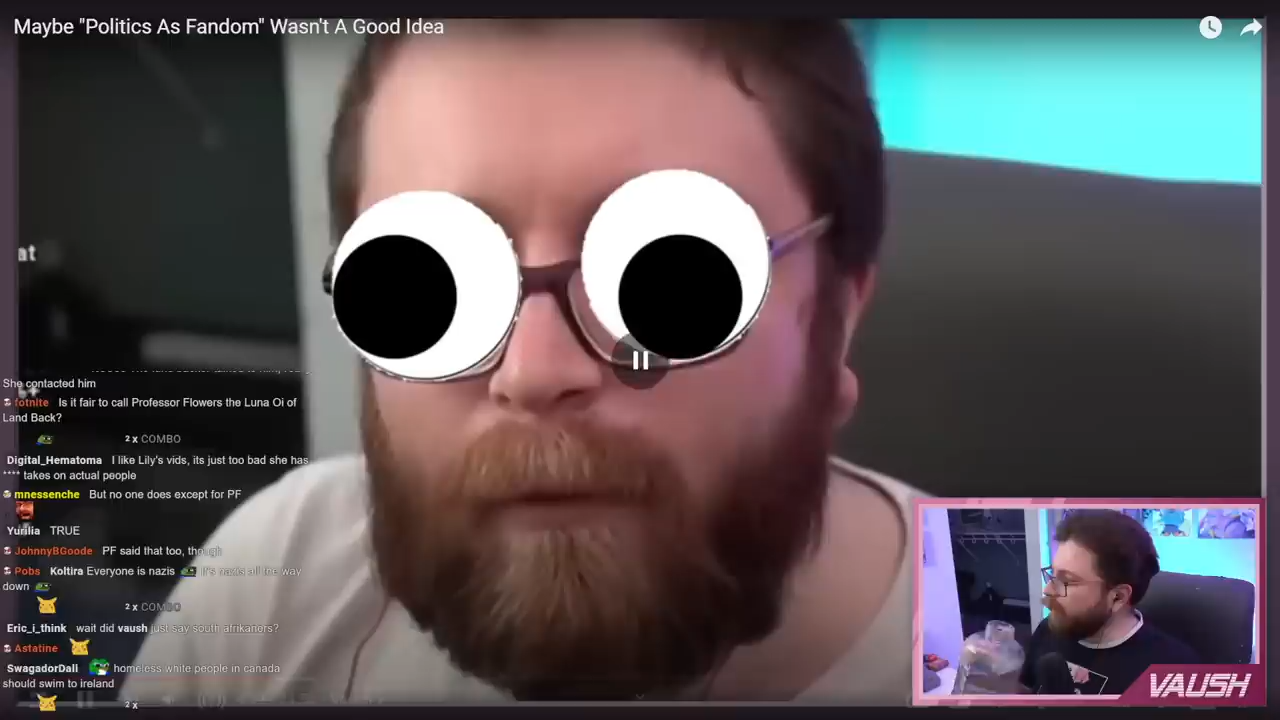 Maybe "Politics As Fandom" Wasn't A Good Idea
at
She contacted him
fotnite Is it fair to call Professor Flowers the Luna Oi of
Land Back?
2 x COMBO
Digital_Hematoma I like Lily's vids, its just too bad she has
**** takes on actual people
mnessenche But no one does except for PF
Yurilia TRUE
JohnnyBGoode PF said that too, though
Pobs Koltira Everyone is nazis it's nazis all the way
down
2 x COMBO
Eric_i_think wait did vaush just say south afrikaners?
Astatine
SwagadorDali homeless white people in canada
should swim to ireland
2 x
VAUSH